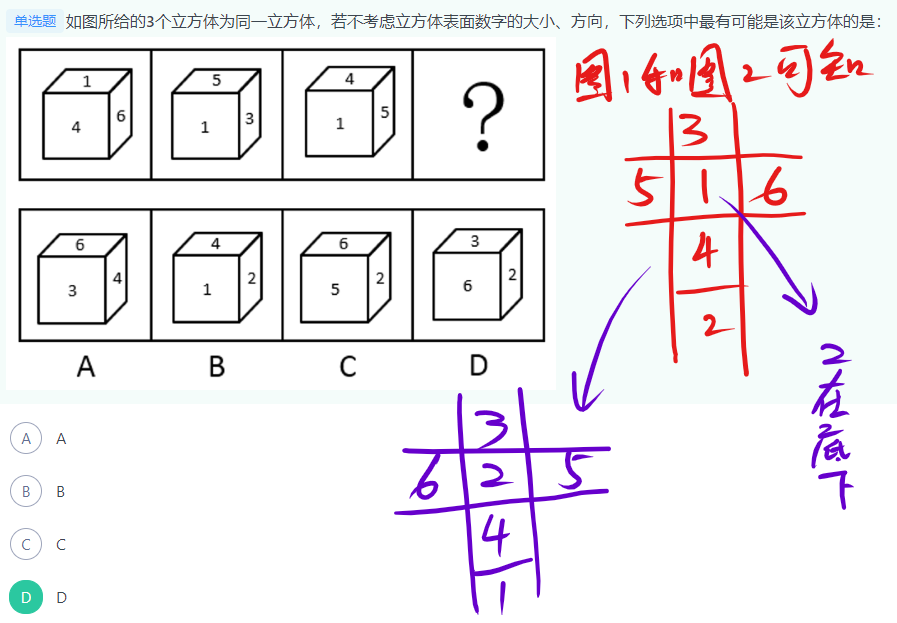 单选题 如图所给的3个立方体为同一立方体，若不考虑立方体表面数字的大小、方向，下列选项中最有可能是该立方体的是：
1 5 4
4 6 1 3 1 5 ?
6 4 6 3
3 4 1 2 5 2 6 2
A B C D
图1和图2可知
3
5 1 6
4
2
2在底下
3
6 2 5
4
1
A A
B B
C C
D D